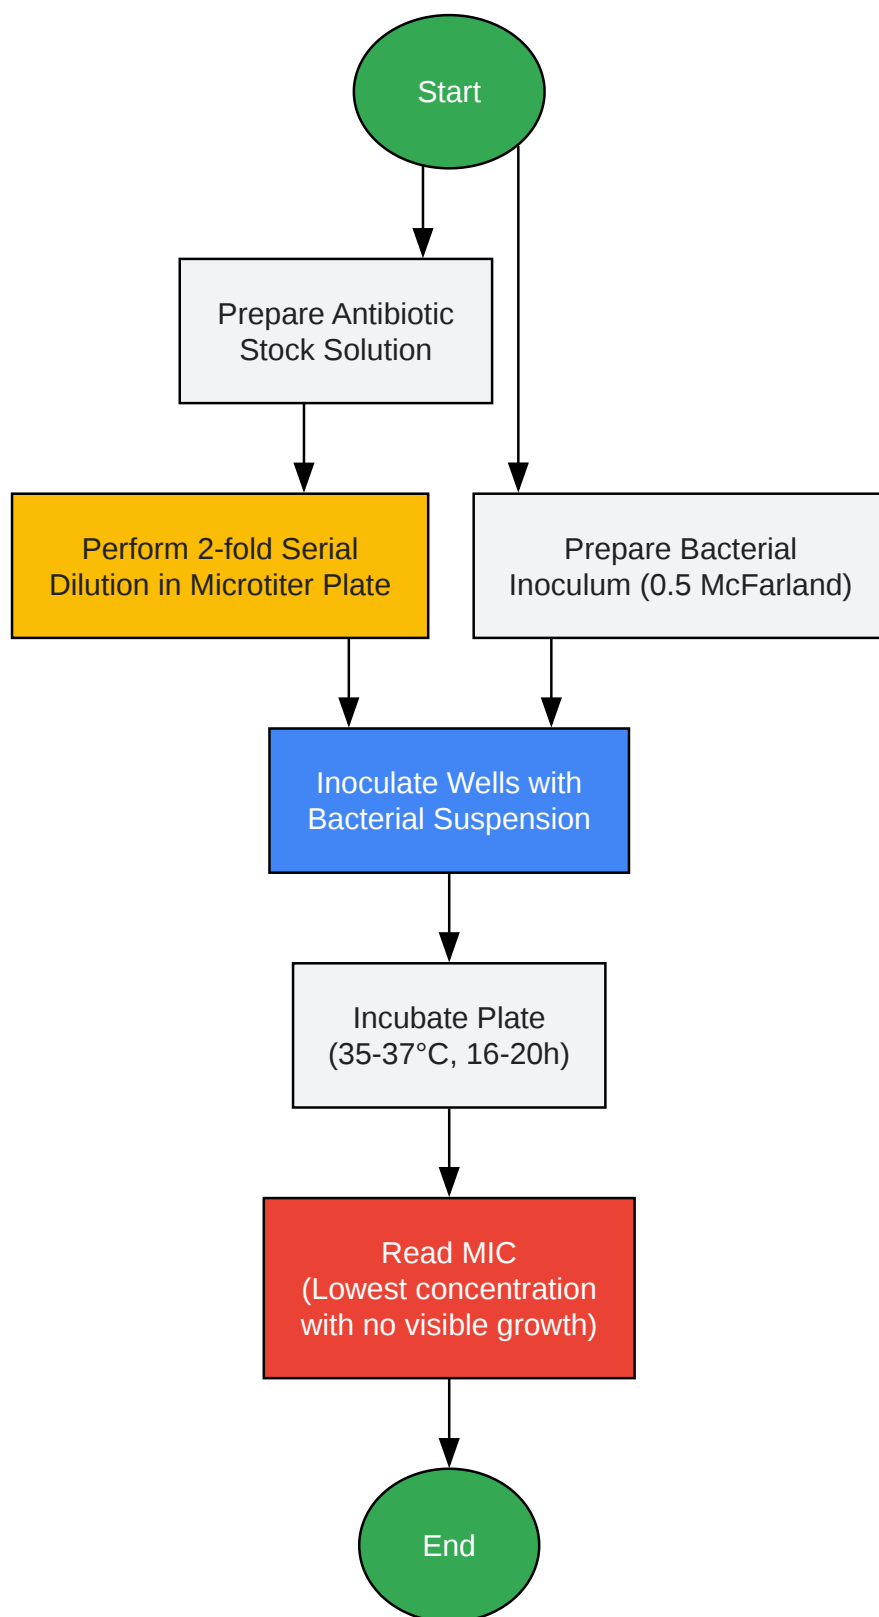 Start
Prepare Antibiotic
Stock Solution
Perform 2-fold Serial
Dilution in Microtiter Plate
Prepare Bacterial
Inoculum (0.5 McFarland)
Inoculate Wells with
Bacterial Suspension
Incubate Plate
(35-37°C, 16-20h)
Read MIC
(Lowest concentration
with no visible growth)
End